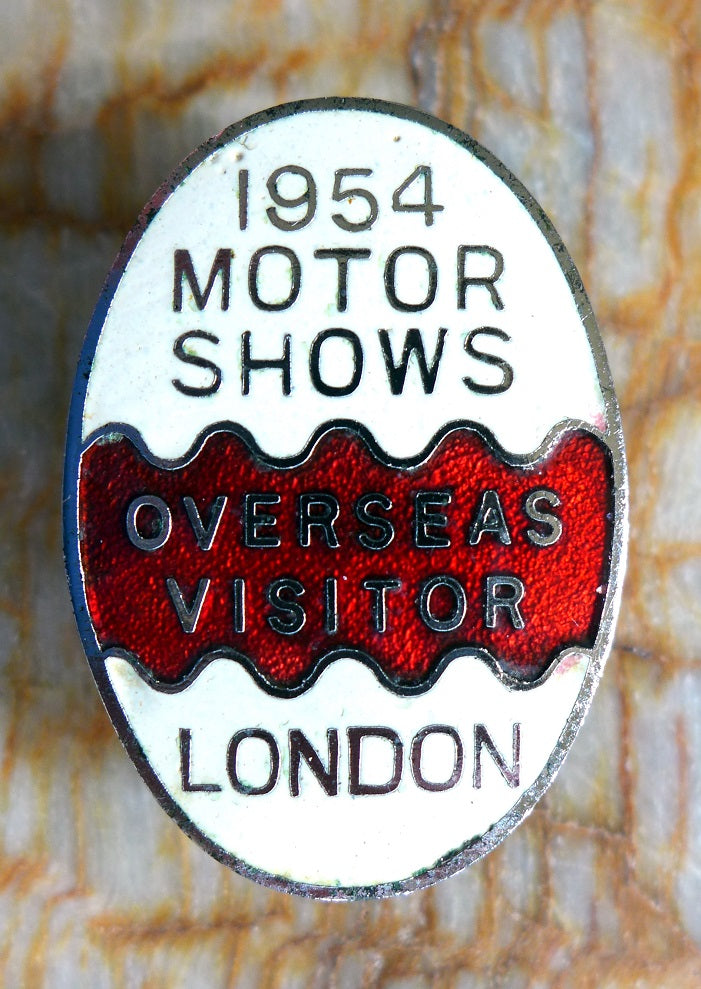 1954
MOTOR
SHOWS
OVERSEAS
VISITOR
LONDON